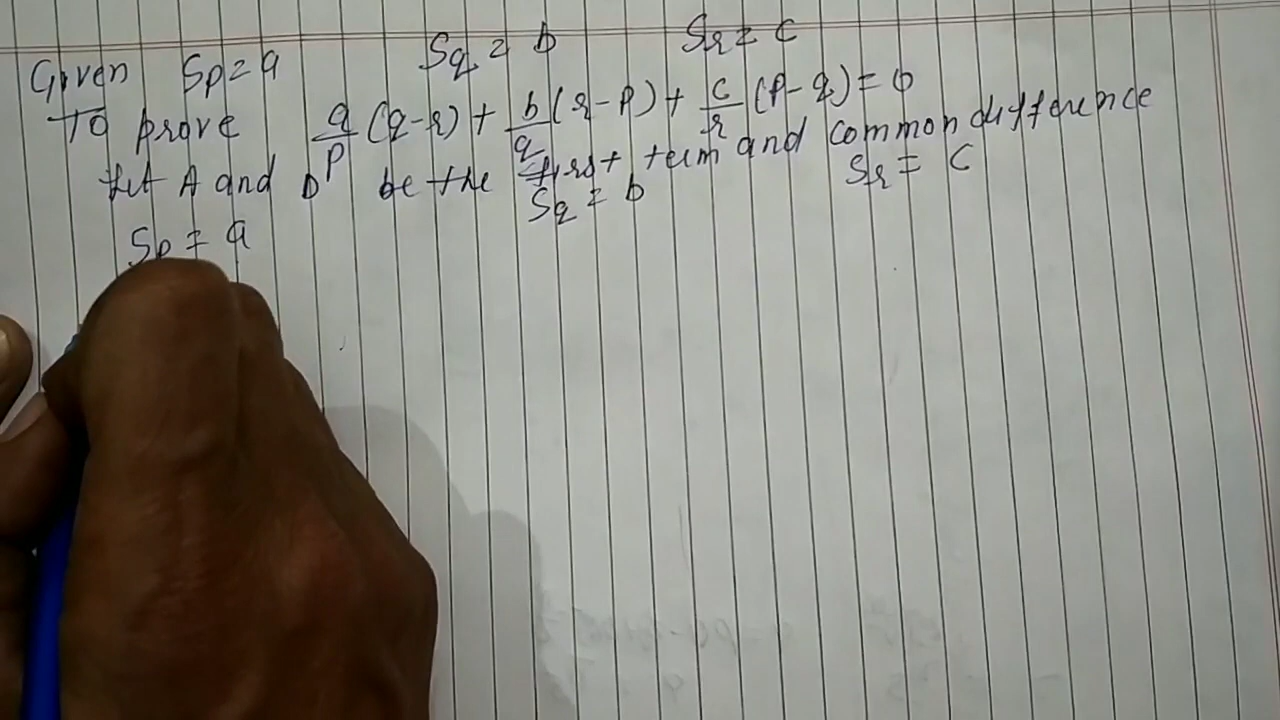 Given Sp = a Sq = b Sr = c
To prove a/p (q-r) + b/q (r-p) + c/r (p-q) = 0
Let A and D be the first term and common difference
Sp = a Sq = b Sr = c